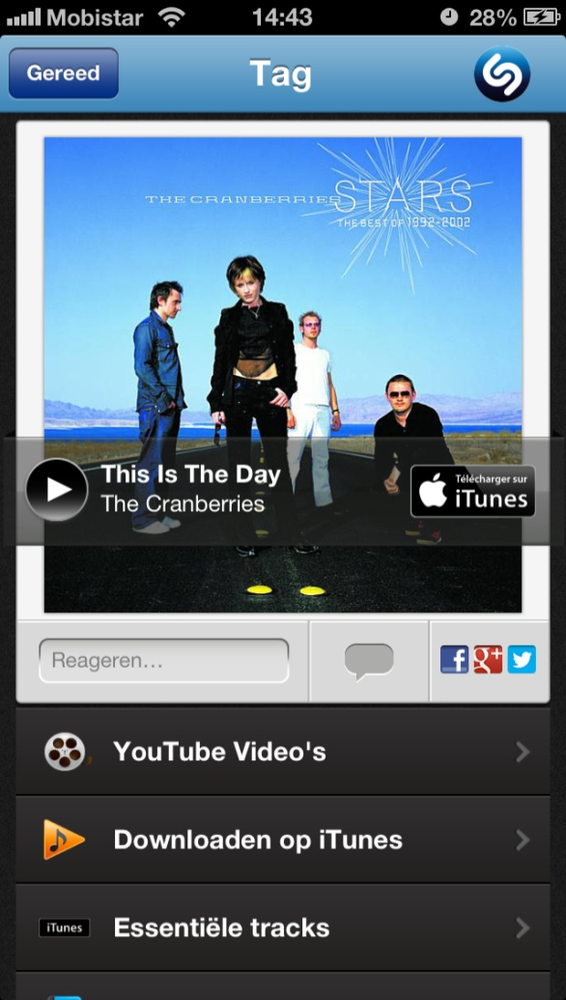 Mobistar 14:43 28%
Gereed Tag
THE CRANBERRIES STARS
THE BEST OF 1992-2002
This Is The Day
The Cranberries
Télécharger sur
iTunes
Reageren...
f g+
YouTube Video's
Downloaden op iTunes
iTunes Essentiële tracks